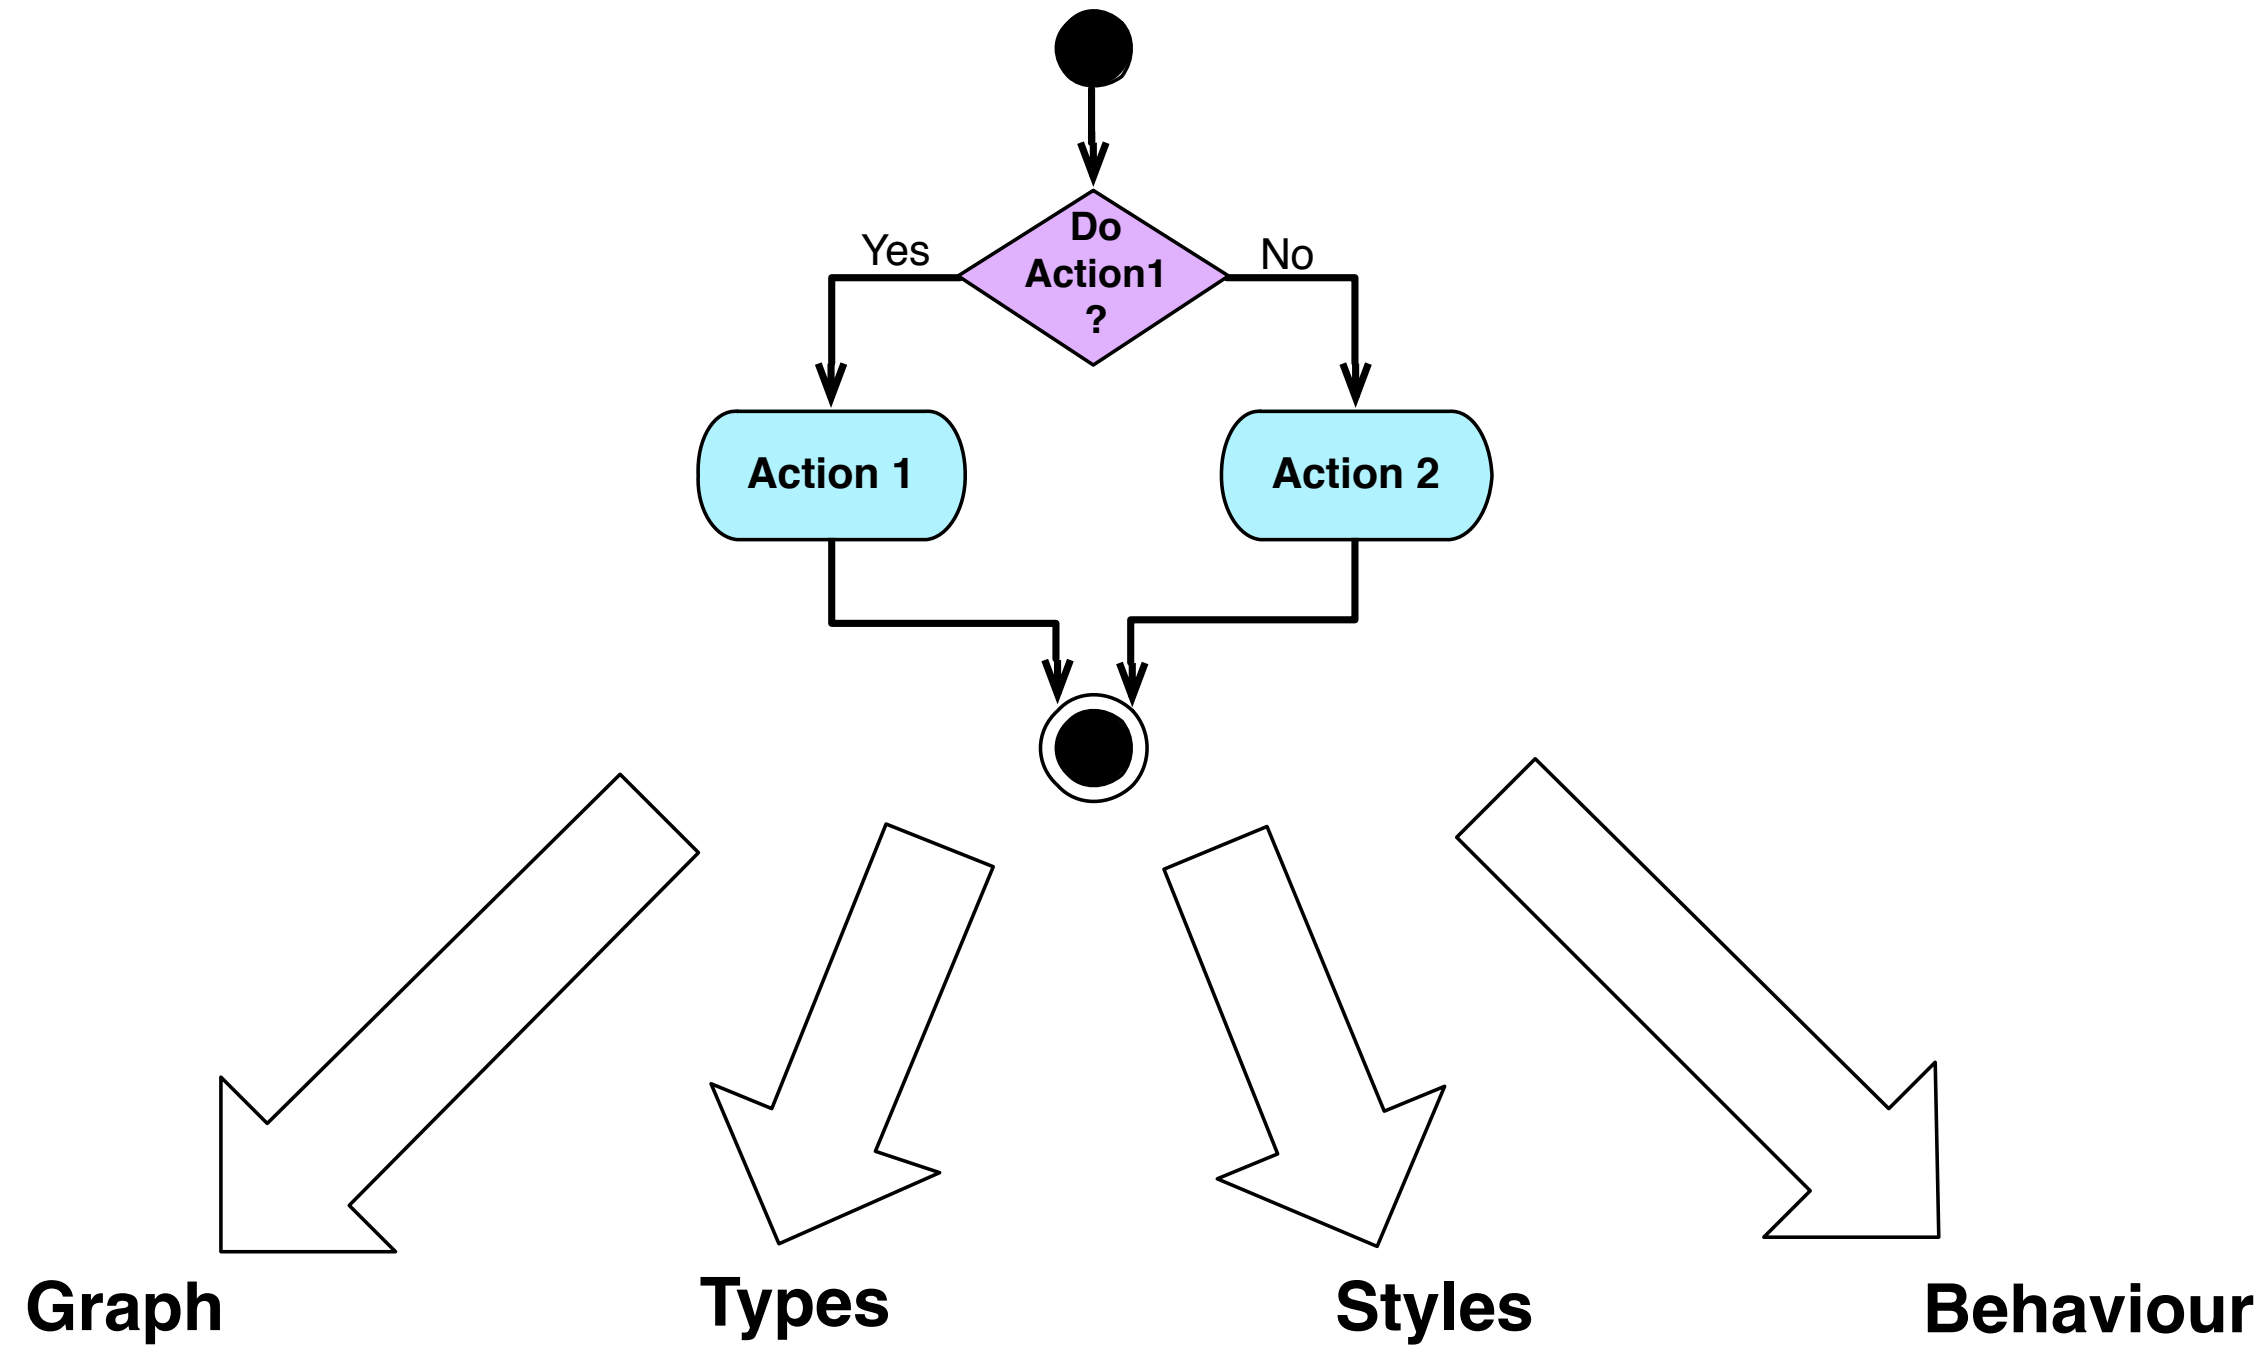 Do
Action1
?
Yes
No
Action 1
Action 2
Graph
Types
Styles
Behaviour